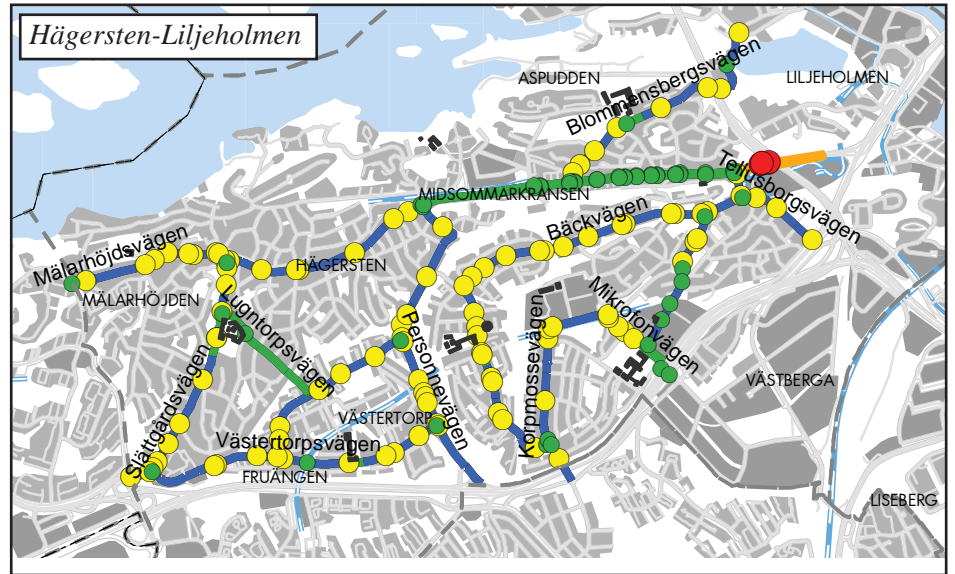 Hägersten-Liljeholmen
ASPUDDEN
LILJEHOLMEN
Blommensbergsvägen
Tellusborgsvägen
MIDSOMMARKRANSEN
Bäckvägen
Mälarhöjdsvägen
HÄGERSTEN
MÄLARHÖJDEN
Lugntorpsvägen
Mikrofonvägen
Personnevägen
Korpmossevägen
VÄSTBERGA
Slättgårdsvägen
VÄSTERTORP
Västertorpsvägen
FRUÄNGEN
LISEBERG